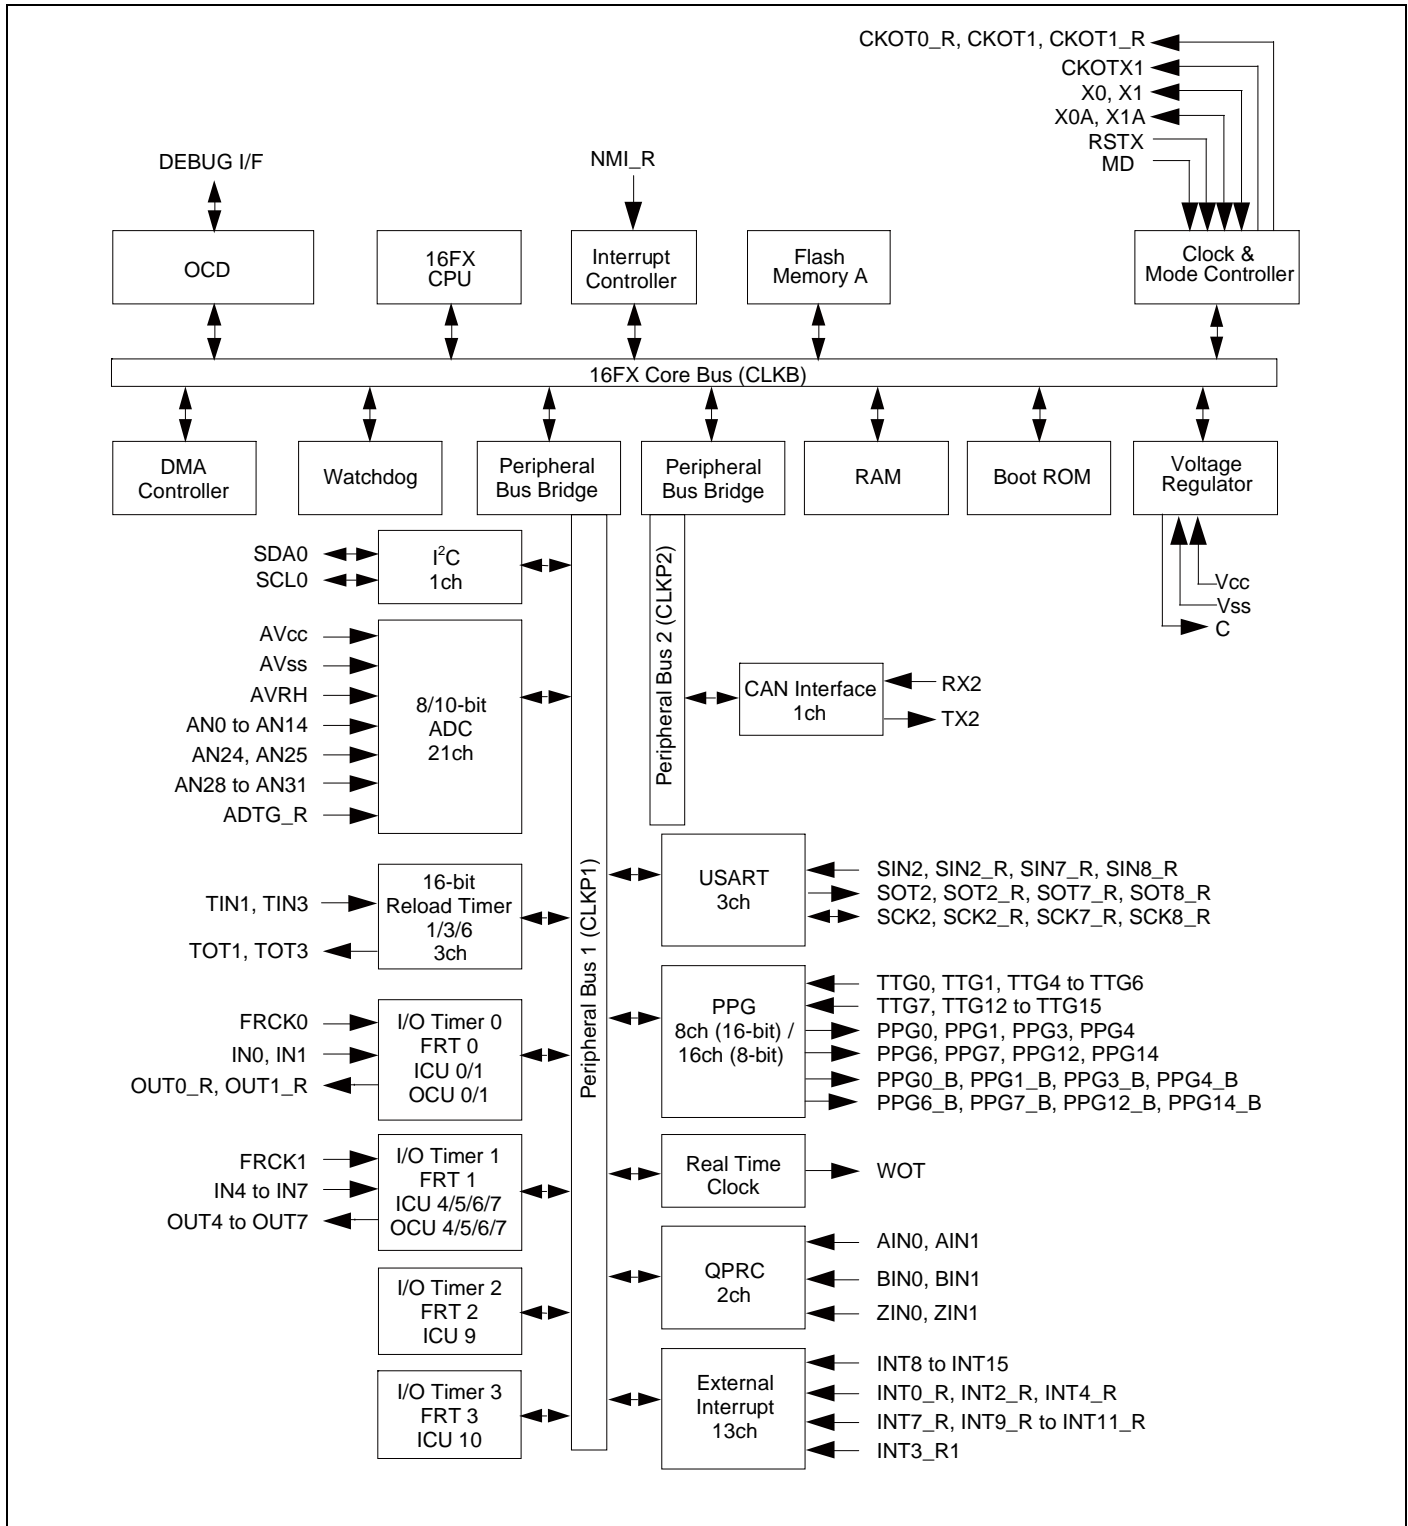 CKOT0_R, CKOT1, CKOT1_R
CKOTX1
X0, X1
X0A, X1A
RSTX
MD
DEBUG I/F
NMI_R
OCD
16FX
CPU
Interrupt
Controller
Flash
Memory A
Clock &
Mode Controller
16FX Core Bus (CLKB)
DMA
Controller
Watchdog
Peripheral
Bus Bridge
Peripheral
Bus Bridge
RAM
Boot ROM
Voltage
Regulator
Vcc
Vss
C
SDA0
SCL0
I²C
1ch
AVcc
AVss
AVRH
AN0 to AN14
AN24, AN25
AN28 to AN31
ADTG_R
8/10-bit
ADC
21ch
Peripheral Bus 2 (CLKP2)
CAN Interface
1ch
RX2
TX2
Peripheral Bus 1 (CLKP1)
TIN1, TIN3
TOT1, TOT3
16-bit
Reload Timer
1/3/6
3ch
USART
3ch
SIN2, SIN2_R, SIN7_R, SIN8_R
SOT2, SOT2_R, SOT7_R, SOT8_R
SCK2, SCK2_R, SCK7_R, SCK8_R
FRCK0
IN0, IN1
OUT0_R, OUT1_R
I/O Timer 0
FRT 0
ICU 0/1
OCU 0/1
PPG
8ch (16-bit) /
16ch (8-bit)
TTG0, TTG1, TTG4 to TTG6
TTG7, TTG12 to TTG15
PPG0, PPG1, PPG3, PPG4
PPG6, PPG7, PPG12, PPG14
PPG0_B, PPG1_B, PPG3_B, PPG4_B
PPG6_B, PPG7_B, PPG12_B, PPG14_B
FRCK1
IN4 to IN7
OUT4 to OUT7
I/O Timer 1
FRT 1
ICU 4/5/6/7
OCU 4/5/6/7
Real Time
Clock
WOT
I/O Timer 2
FRT 2
ICU 9
QPRC
2ch
AIN0, AIN1
BIN0, BIN1
ZIN0, ZIN1
I/O Timer 3
FRT 3
ICU 10
External
Interrupt
13ch
INT8 to INT15
INT0_R, INT2_R, INT4_R
INT7_R, INT9_R to INT11_R
INT3_R1